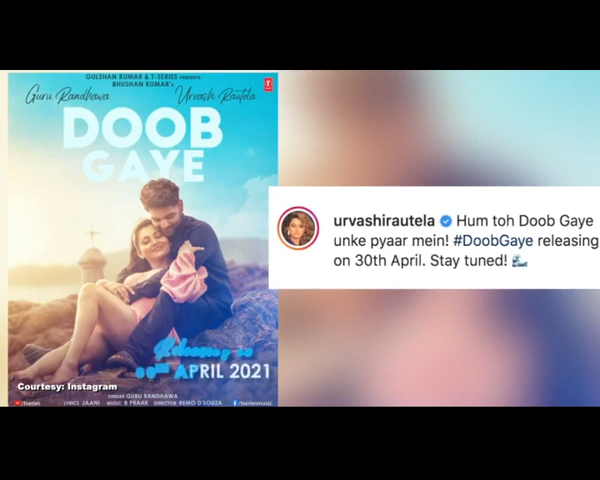 GULSHAN KUMAR & T-SERIES PRESENTS
BHUSHAN KUMAR's
Guru Randhawa
Urvashi Rautela
DOOB
GAYE
Releasing on
APRIL 2021
Courtesy: Instagram
SINGER GURU RANDHAWA
/tseries
LYRICS JAANI
MUSIC B PRAAK
DIRECTOR REMO D'SOUZA
/tseriesmusic
urvashirautela Hum toh Doob Gaye
unke pyaar mein! #DoobGaye releasing
on 30th April. Stay tuned! 🌊